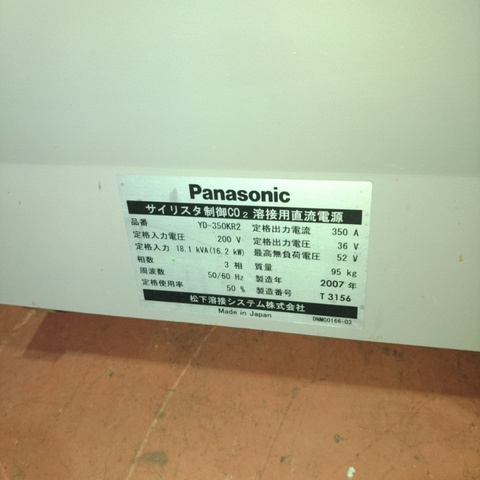 Panasonic
サイリスタ制御CO₂溶接用直流電源
品番 YD-350KR2 定格出力電流 350 A
定格入力電圧 200 V 定格出力電圧 36 V
定格入力 18.1 kVA(16.2 kW) 最高無負荷電圧 52 V
相数 3 相 質量 95 kg
周波数 50/60 Hz 製造年 2007 年
定格使用率 50 % 製造番号 T 3156
松下溶接システム株式会社
Made in Japan DNM00166-03